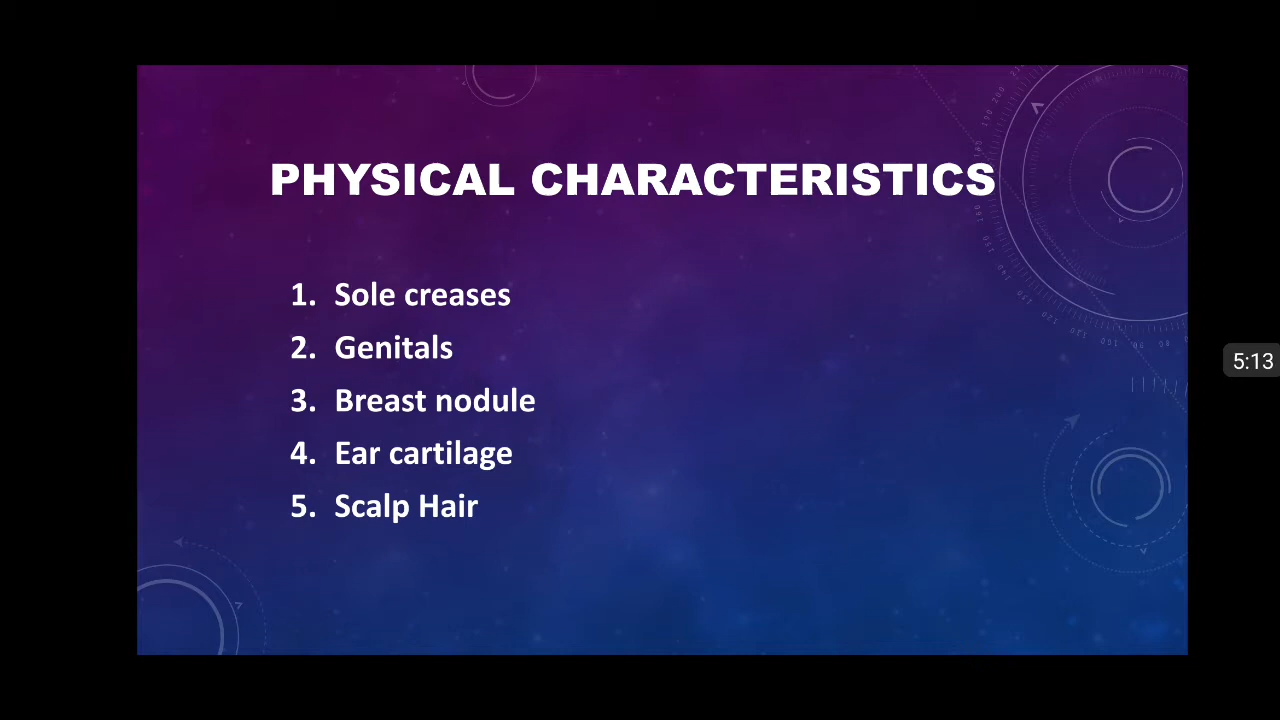 PHYSICAL CHARACTERISTICS
1. Sole creases
2. Genitals
3. Breast nodule
4. Ear cartilage
5. Scalp Hair
5:13